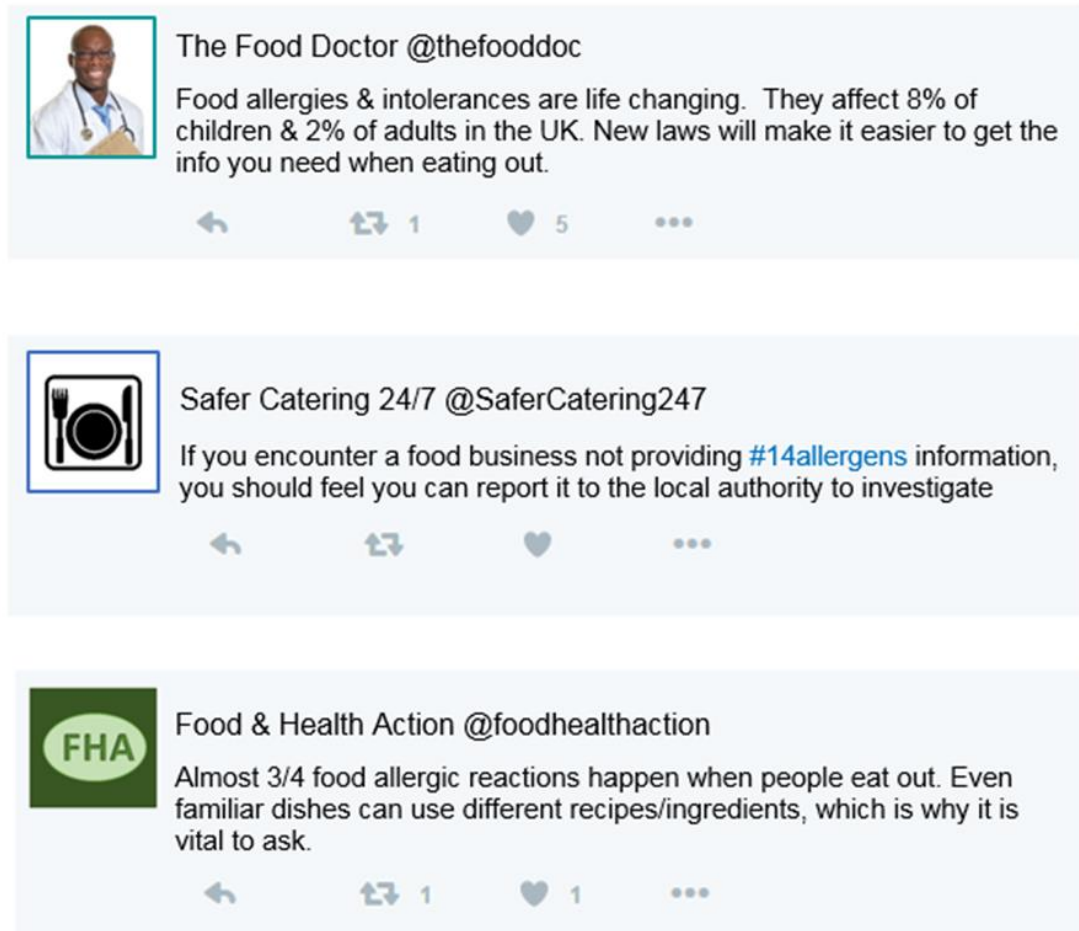 The Food Doctor @thefooddoc
Food allergies & intolerances are life changing.  They affect 8% of
children & 2% of adults in the UK. New laws will make it easier to get the
info you need when eating out.
1 5
Safer Catering 24/7 @SaferCatering247
If you encounter a food business not providing #14allergens information,
you should feel you can report it to the local authority to investigate
FHA
Food & Health Action @foodhealthaction
Almost 3/4 food allergic reactions happen when people eat out. Even
familiar dishes can use different recipes/ingredients, which is why it is
vital to ask.
1 1